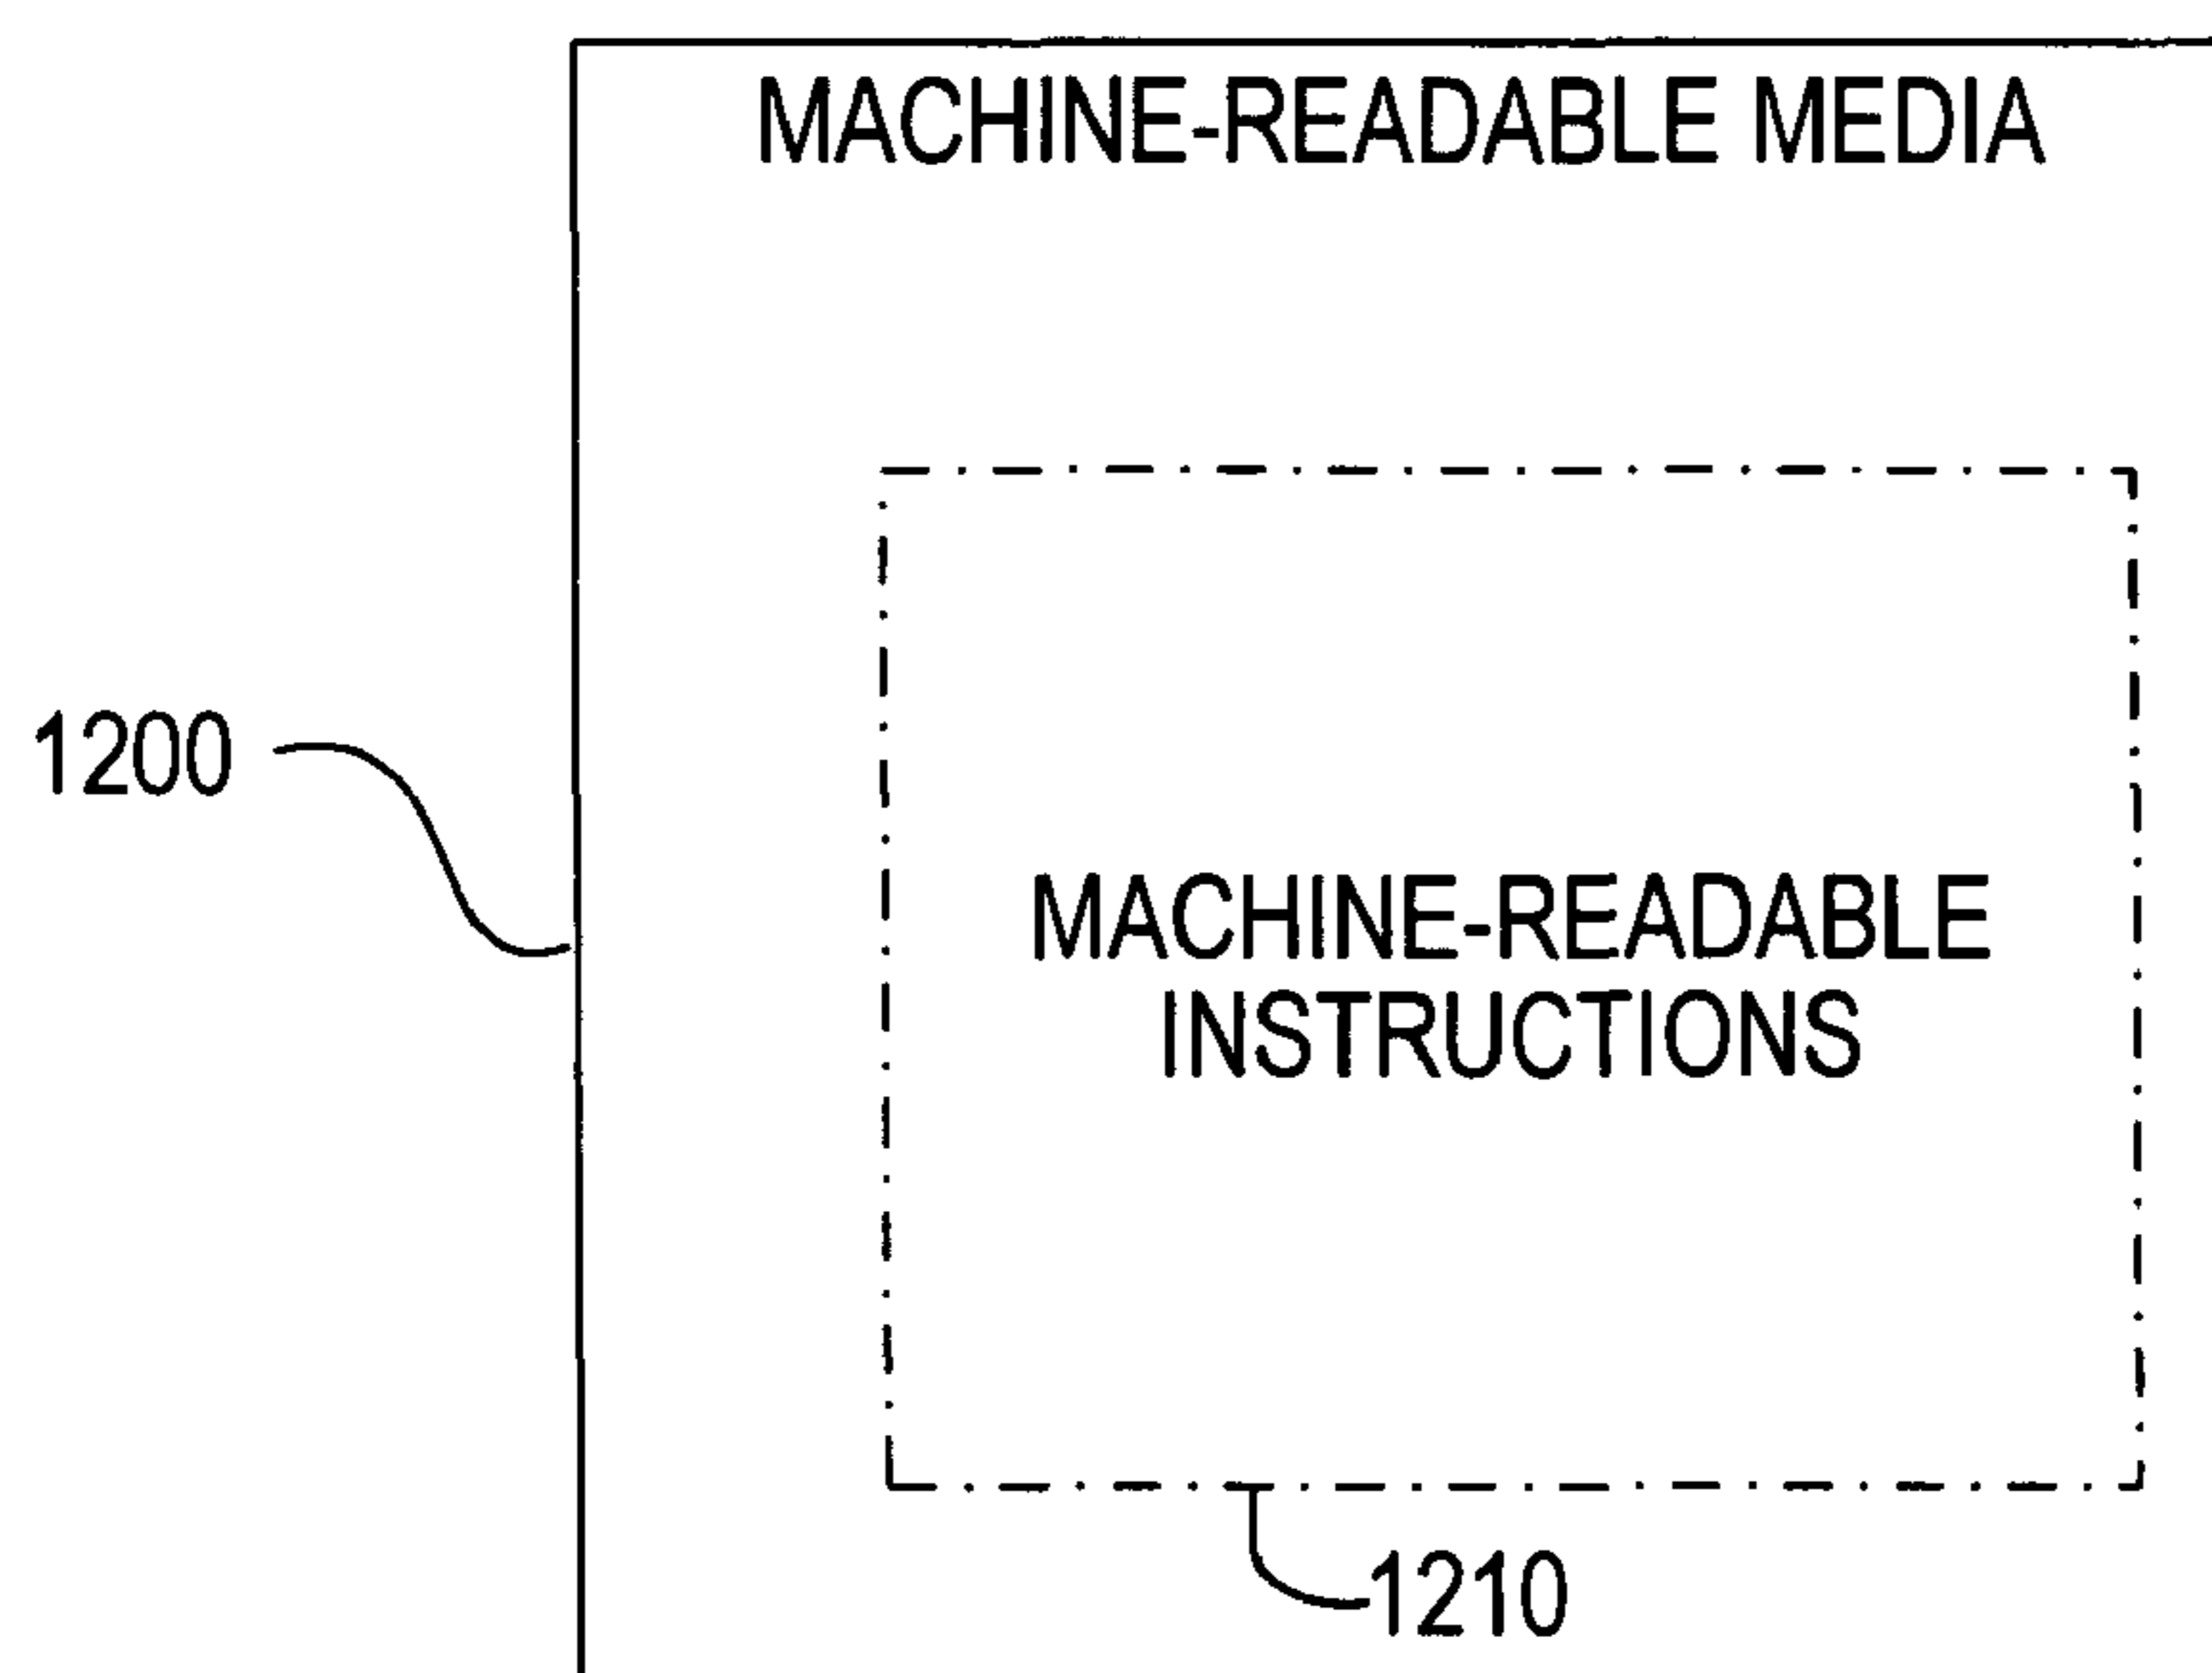 MACHINE-READABLE MEDIA
1200
MACHINE-READABLE
INSTRUCTIONS
1210